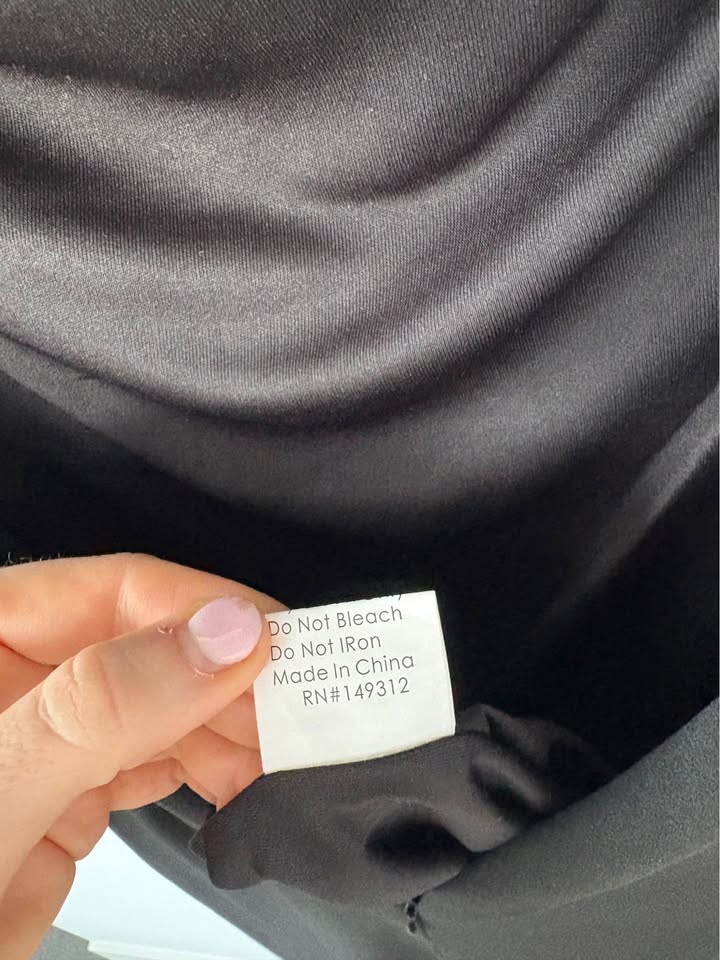 Do Not Bleach
Do Not IRon
Made In China
RN#149312